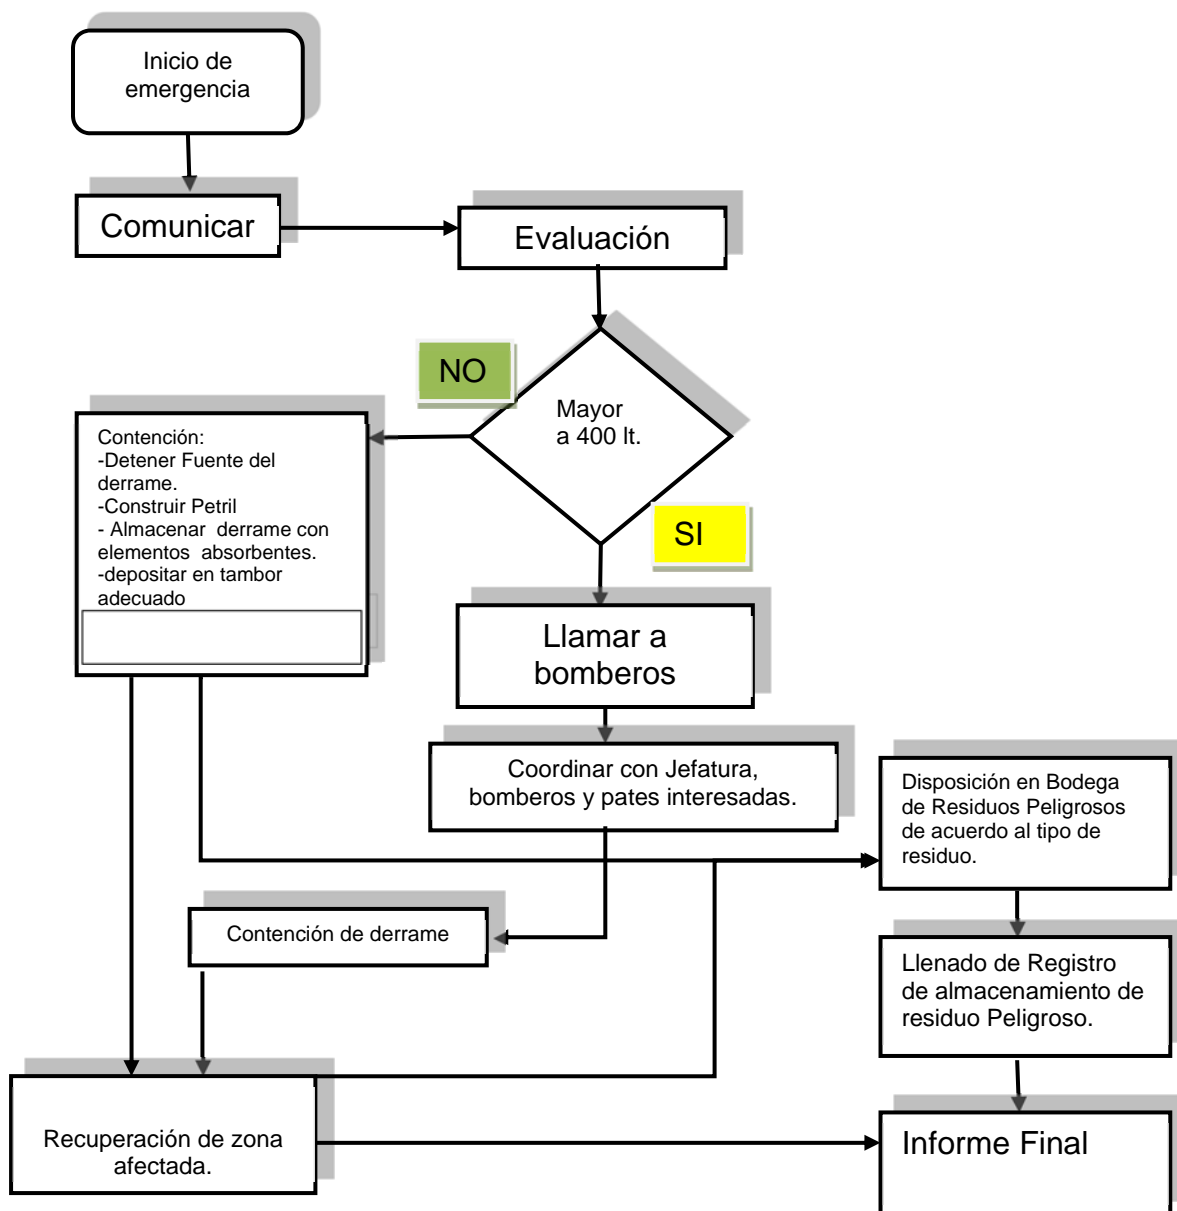 Inicio de
emergencia
Comunicar
Evaluación
NO
Mayor
a 400 lt.
Contención:
-Detener Fuente del
derrame.
-Construir Petril
- Almacenar derrame con
elementos absorbentes.
-depositar en tambor
adecuado
SI
Llamar a
bomberos
Coordinar con Jefatura,
bomberos y pates interesadas.
Disposición en Bodega
de Residuos Peligrosos
de acuerdo al tipo de
residuo.
Contención de derrame
Llenado de Registro
de almacenamiento de
residuo Peligroso.
Recuperación de zona
afectada.
Informe Final